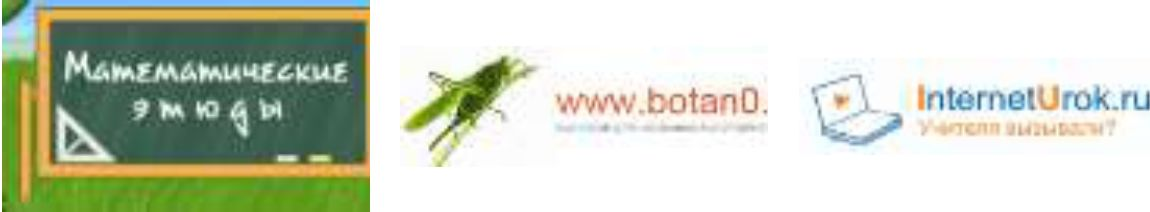 Математические
этюды
www.botan0.
InternetUrok.ru
Учителя вызывали?